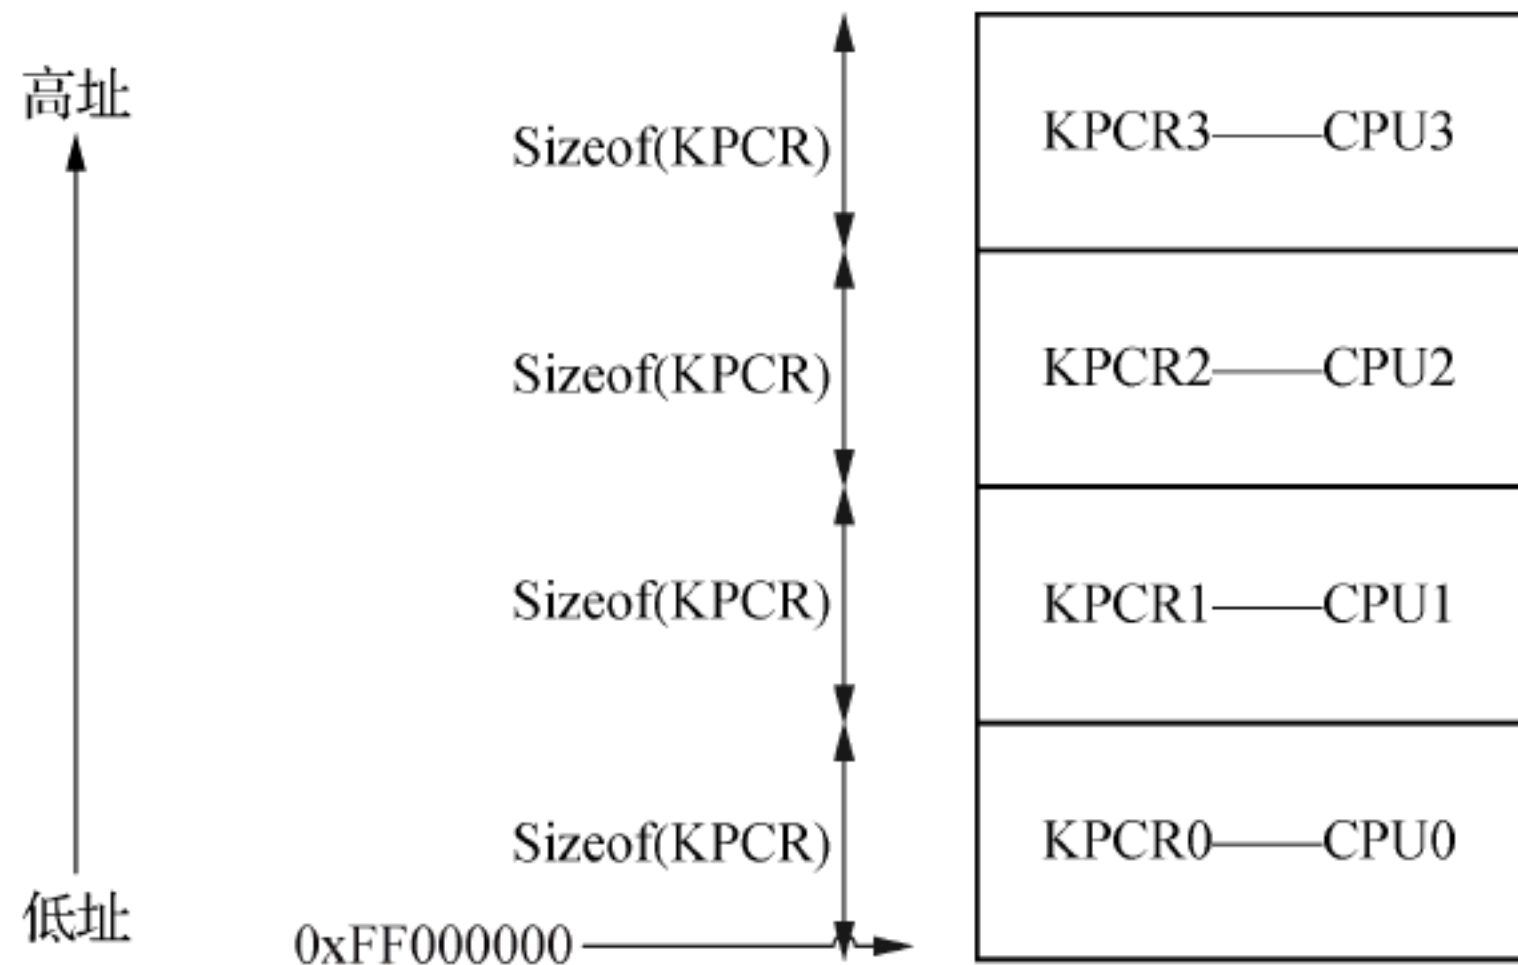 高址
Sizeof(KPCR)
KPCR3——CPU3
Sizeof(KPCR)
KPCR2——CPU2
Sizeof(KPCR)
KPCR1——CPU1
Sizeof(KPCR)
KPCR0——CPU0
低址
0xFF000000